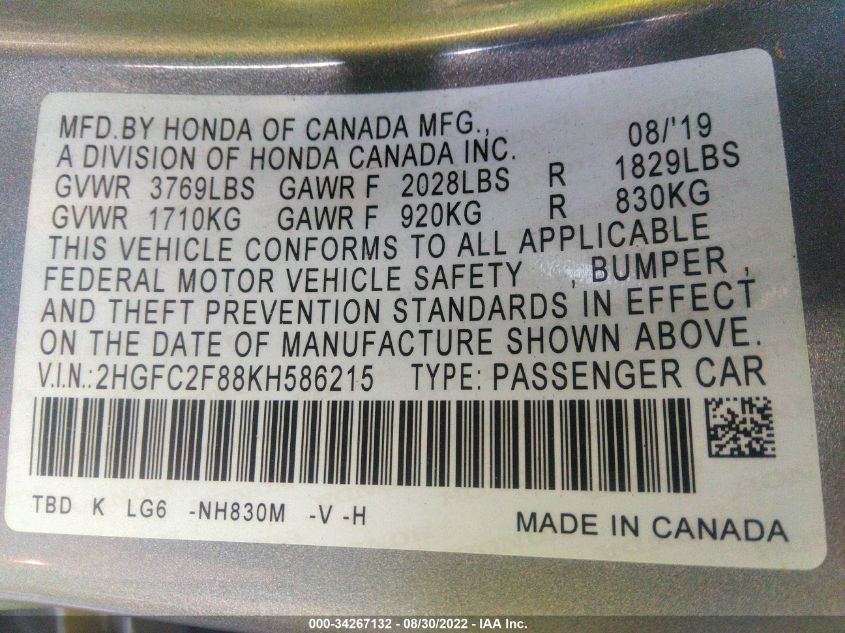 MFD.BY HONDA OF CANADA MFG., 08/'19
A DIVISION OF HONDA CANADA INC.
GVWR 3769LBS GAWR F 2028LBS R 1829LBS
GVWR 1710KG GAWR F 920KG R 830KG
THIS VEHICLE CONFORMS TO ALL APPLICABLE
FEDERAL MOTOR VEHICLE SAFETY , BUMPER ,
AND THEFT PREVENTION STANDARDS IN EFFECT
ON THE DATE OF MANUFACTURE SHOWN ABOVE.
V.I.N.:2HGFC2F88KH586215 TYPE: PASSENGER CAR
TBD K LG6 -NH830M -V -H MADE IN CANADA
000-34267132 - 08/30/2022 - IAA Inc.